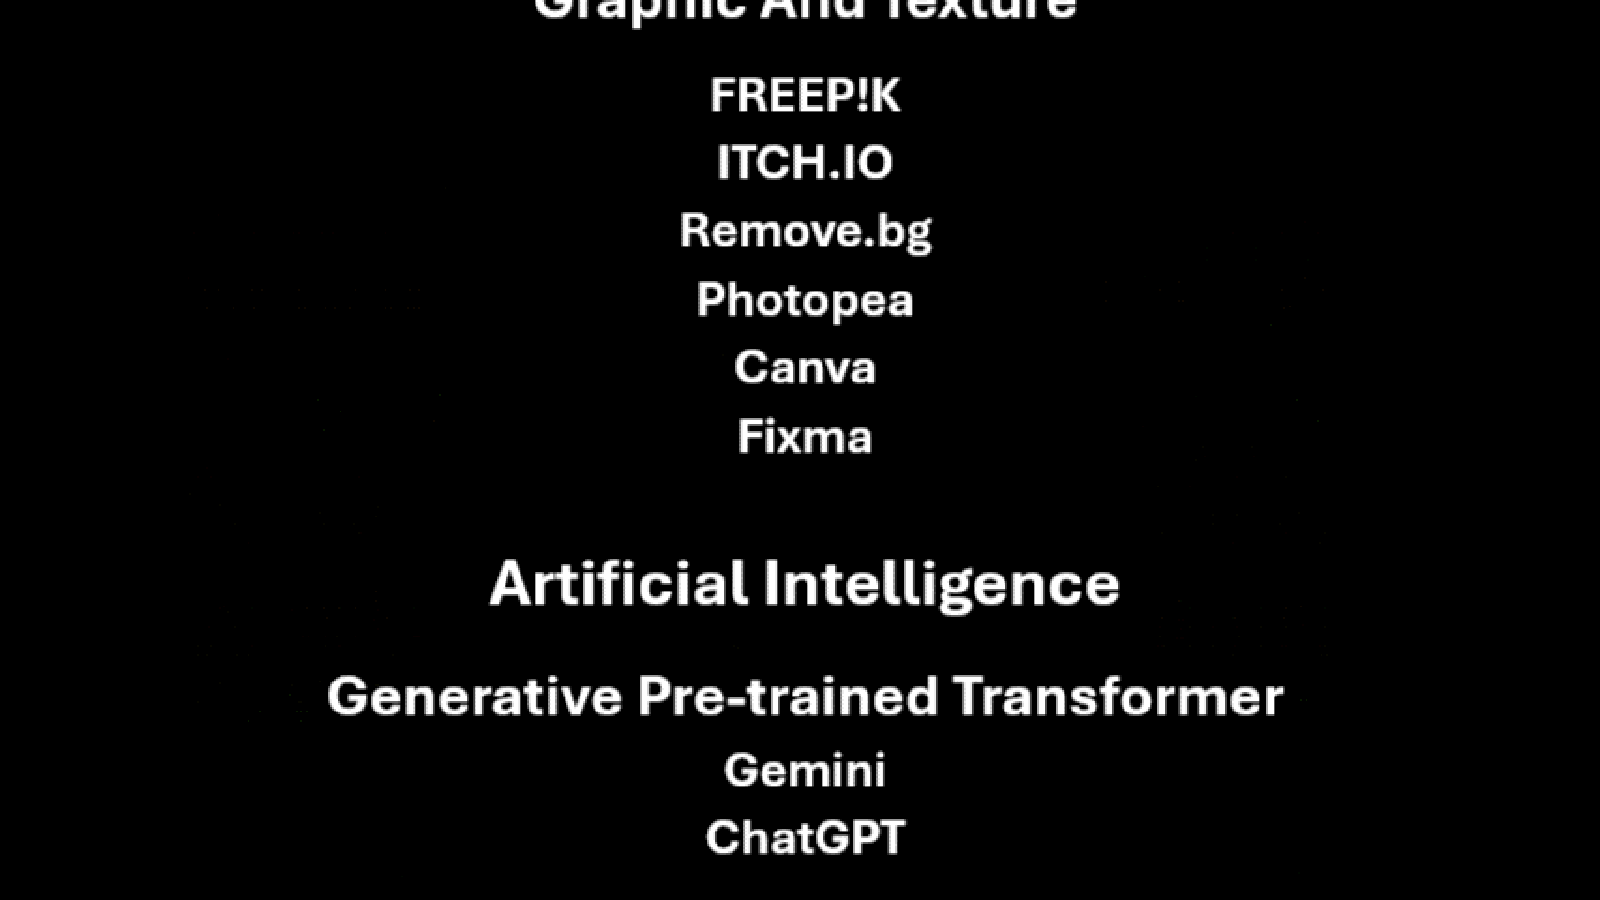 Graphic And Texture
FREEP!K
ITCH.IO
Remove.bg
Photopea
Canva
Fixma
Artificial Intelligence
Generative Pre-trained Transformer
Gemini
ChatGPT